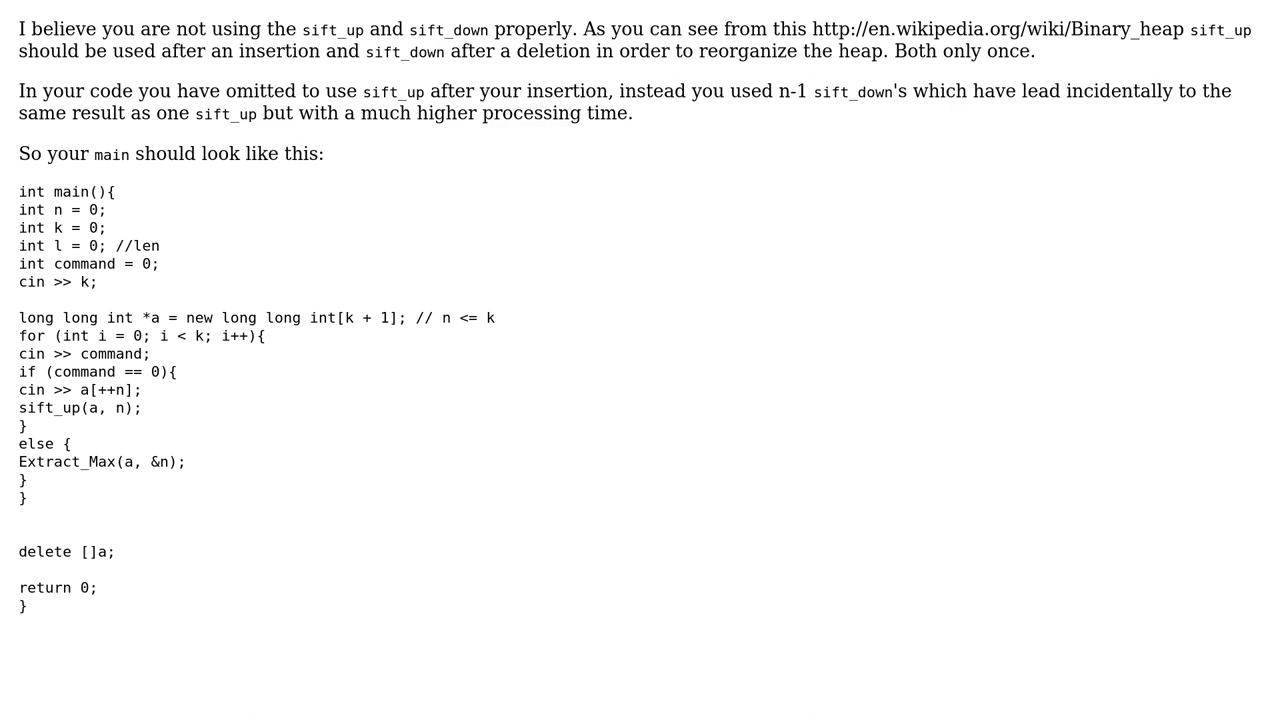 I believe you are not using the sift_up and sift_down properly. As you can see from this http://en.wikipedia.org/wiki/Binary_heap sift_up
should be used after an insertion and sift_down after a deletion in order to reorganize the heap. Both only once.
In your code you have omitted to use sift_up after your insertion, instead you used n-1 sift_down's which have lead incidentally to the
same result as one sift_up but with a much higher processing time.
So your main should look like this:
int main(){
int n = 0;
int k = 0;
int l = 0; //len
int command = 0;
cin >> k;
long long int *a = new long long int[k + 1]; // n <= k
for (int i = 0; i < k; i++){
cin >> command;
if (command == 0){
cin >> a[++n];
sift_up(a, n);
}
else {
Extract_Max(a, &n);
}
}
delete []a;
return 0;
}